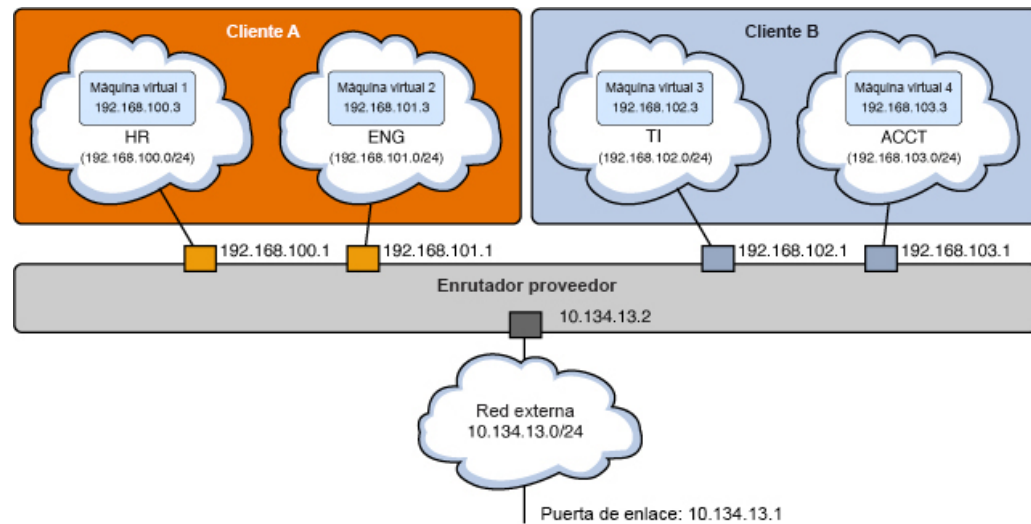 Cliente A
Cliente B
Máquina virtual 1
192.168.100.3
HR
(192.168.100.0/24)
Máquina virtual 2
192.168.101.3
ENG
(192.168.101.0/24)
Máquina virtual 3
192.168.102.3
TI
(192.168.102.0/24)
Máquina virtual 4
192.168.103.3
ACCT
(192.168.103.0/24)
192.168.100.1
192.168.101.1
192.168.102.1
192.168.103.1
Enrutador proveedor
10.134.13.2
Red externa
10.134.13.0/24
Puerta de enlace: 10.134.13.1